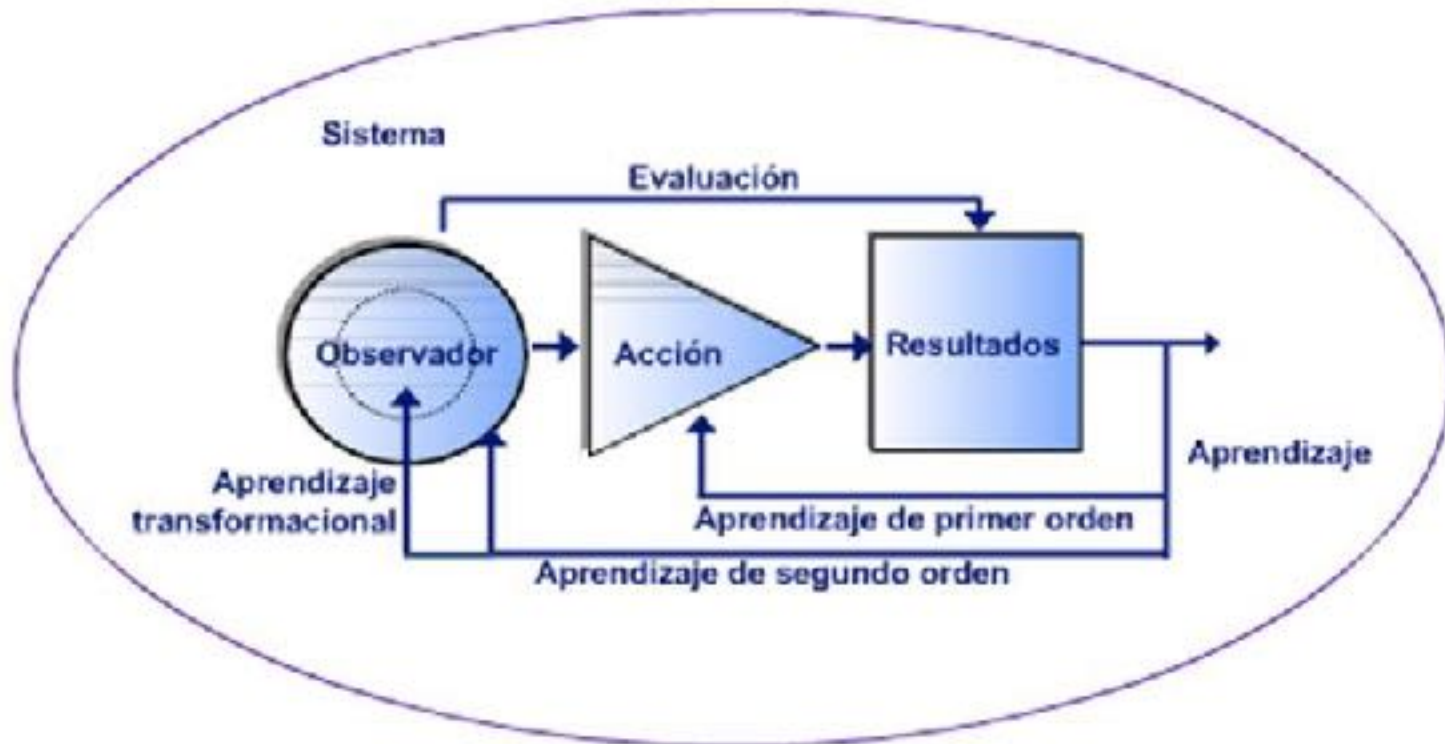 Sistema
Evaluación
Observador
Acción
Resultados
Aprendizaje
Aprendizaje
transformacional
Aprendizaje de primer orden
Aprendizaje de segundo orden